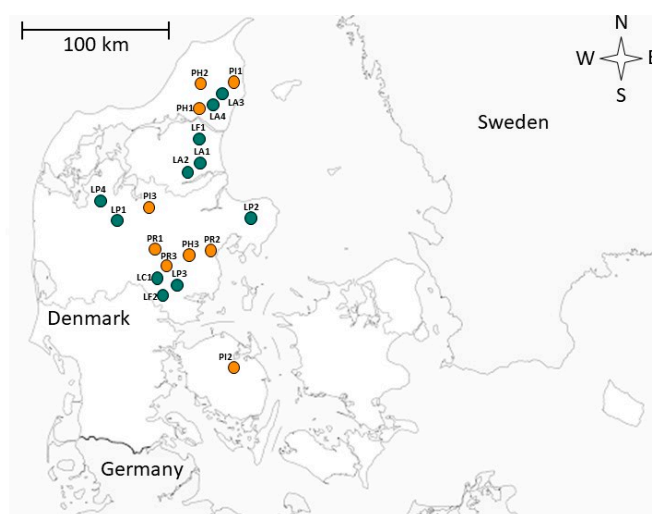 N
W
E
S
100 km
PH2
PI1
LA3
PH1
LA4
Sweden
LF1
LA1
LA2
LP4
PI3
LP2
LP1
PR1
PH3
PR2
PR3
LC1
LP3
LF2
Denmark
PI2
Germany